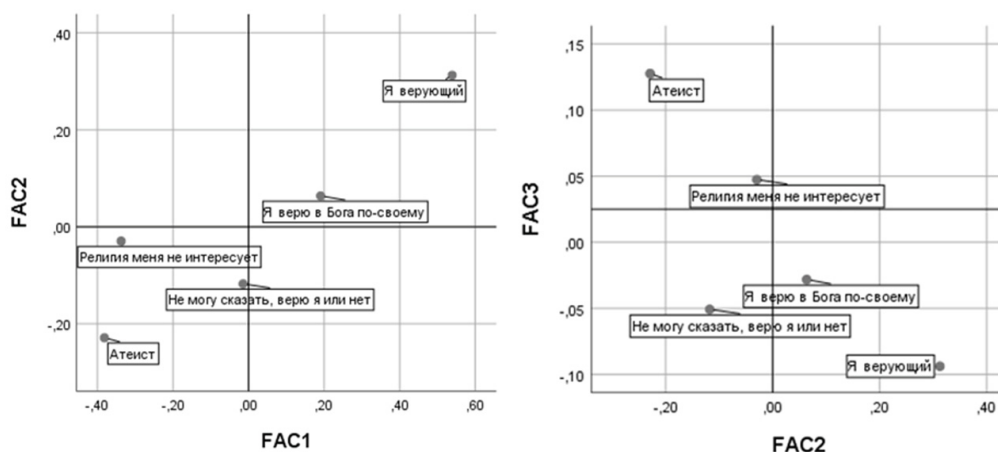 ,40
,20
,00
-,20
FAC2
Я верующий
Я верю в Бога по-своему
Религия меня не интересует
Не могу сказать, верю я или нет
Атеист
-,40
-,20
,00
,20
,40
,60
FAC1
,15
,10
,05
,00
-,05
-,10
FAC3
Атеист
Религия меня не интересует
Я верю в Бога по-своему
Не могу сказать, верю я или нет
Я верующий
-,20
,00
,20
,40
FAC2